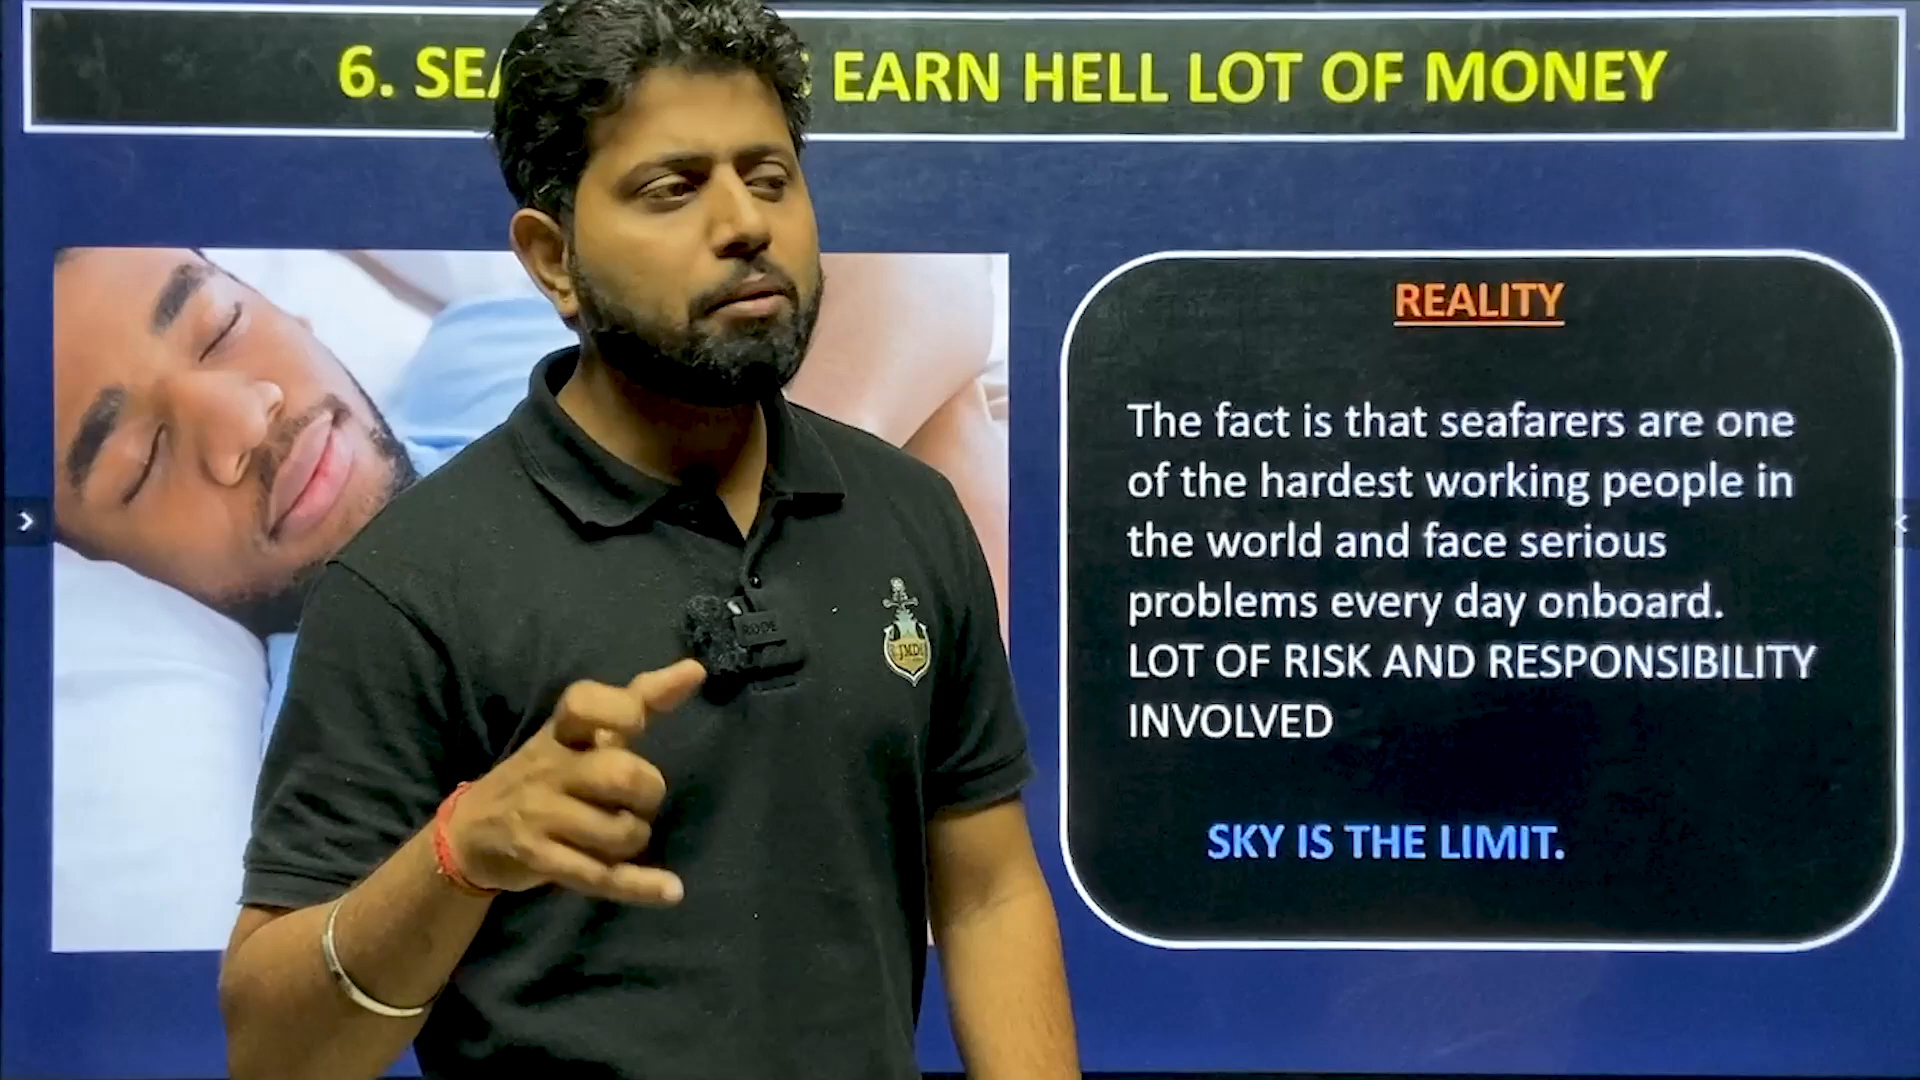 6. EARN HELL LOT OF MONEY
REALITY
The fact is that seafarers are one
of the hardest working people in
the world and face serious
problems every day onboard.
LOT OF RISK AND RESPONSIBILITY
INVOLVED
SKY IS THE LIMIT.
RODE
JMDi